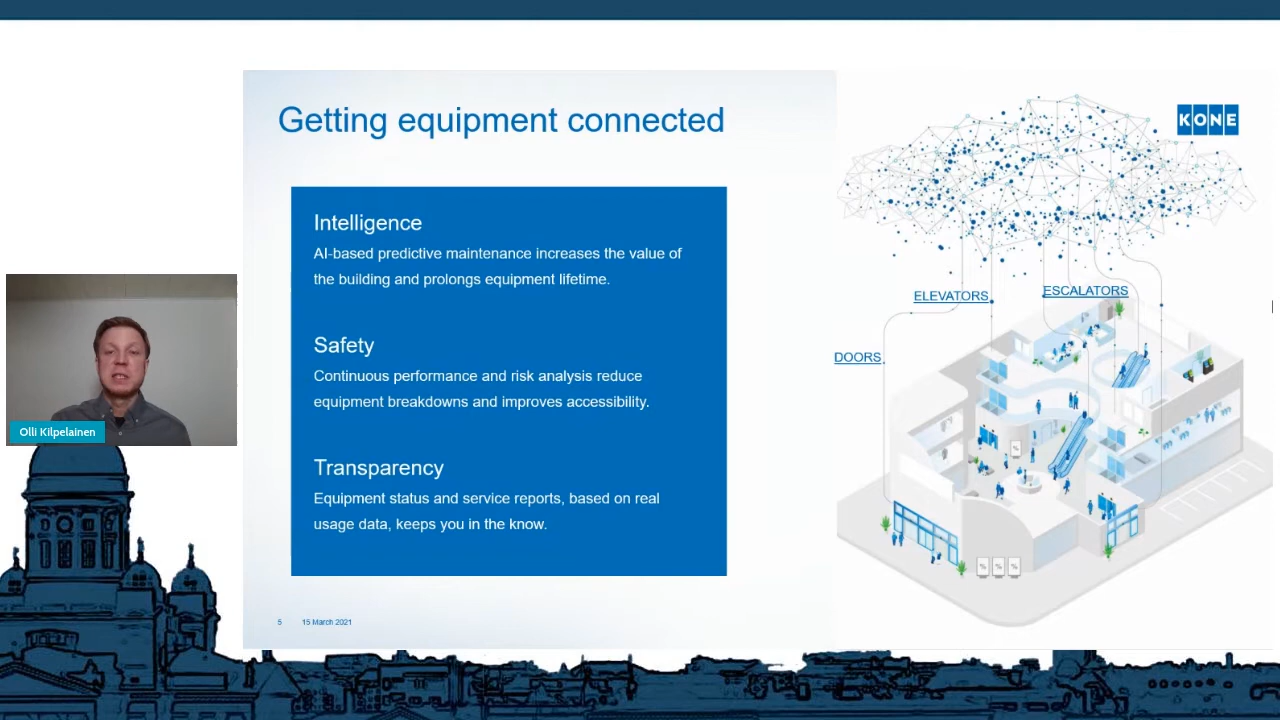 Getting equipment connected
KONE
Intelligence
AI-based predictive maintenance increases the value of
the building and prolongs equipment lifetime.
Safety
Continuous performance and risk analysis reduce
equipment breakdowns and improves accessibility.
Transparency
Equipment status and service reports, based on real
usage data, keeps you in the know.
ELEVATORS
ESCALATORS
DOORS
Olli Kilpelainen
5 15 March 2021